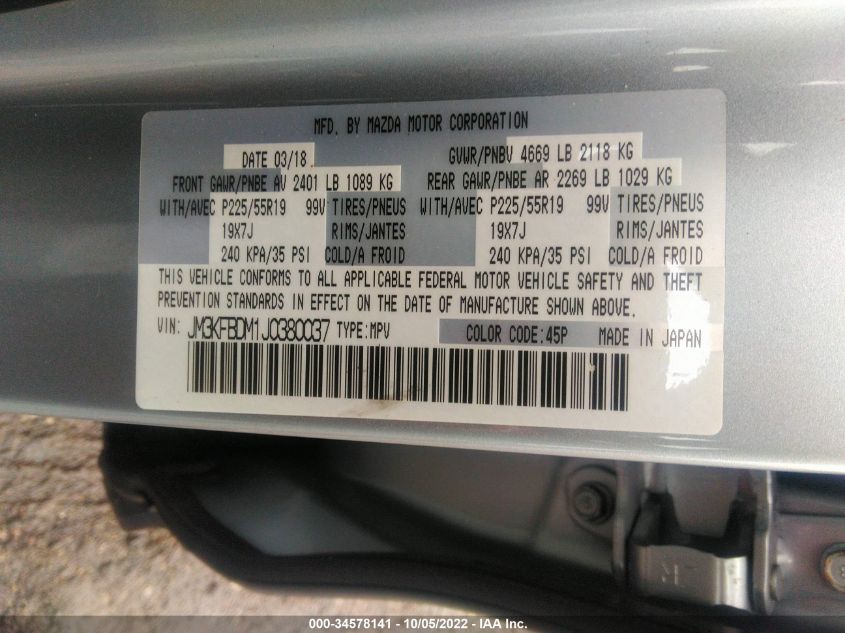 MFD. BY MAZDA MOTOR CORPORATION
DATE 03/18 GVWR/PNBV 4669 LB 2118 KG
FRONT GAWR/PNBE AV 2401 LB 1089 KG REAR GAWR/PNBE AR 2269 LB 1029 KG
WITH/AVEC P225/55R19 99V TIRES/PNEUS WITH/AVEC P225/55R19 99V TIRES/PNEUS
19X7J RIMS/JANTES 19X7J RIMS/JANTES
240 KPA/35 PSI COLD/A FROID 240 KPA/35 PSI COLD/A FROID
THIS VEHICLE CONFORMS TO ALL APPLICABLE FEDERAL MOTOR VEHICLE SAFETY AND THEFT
PREVENTION STANDARDS IN EFFECT ON THE DATE OF MANUFACTURE SHOWN ABOVE.
VIN: JM3KFBDM1J0380037 TYPE:MPV COLOR CODE:45P MADE IN JAPAN
000-34578141 - 10/05/2022 - IAA Inc.